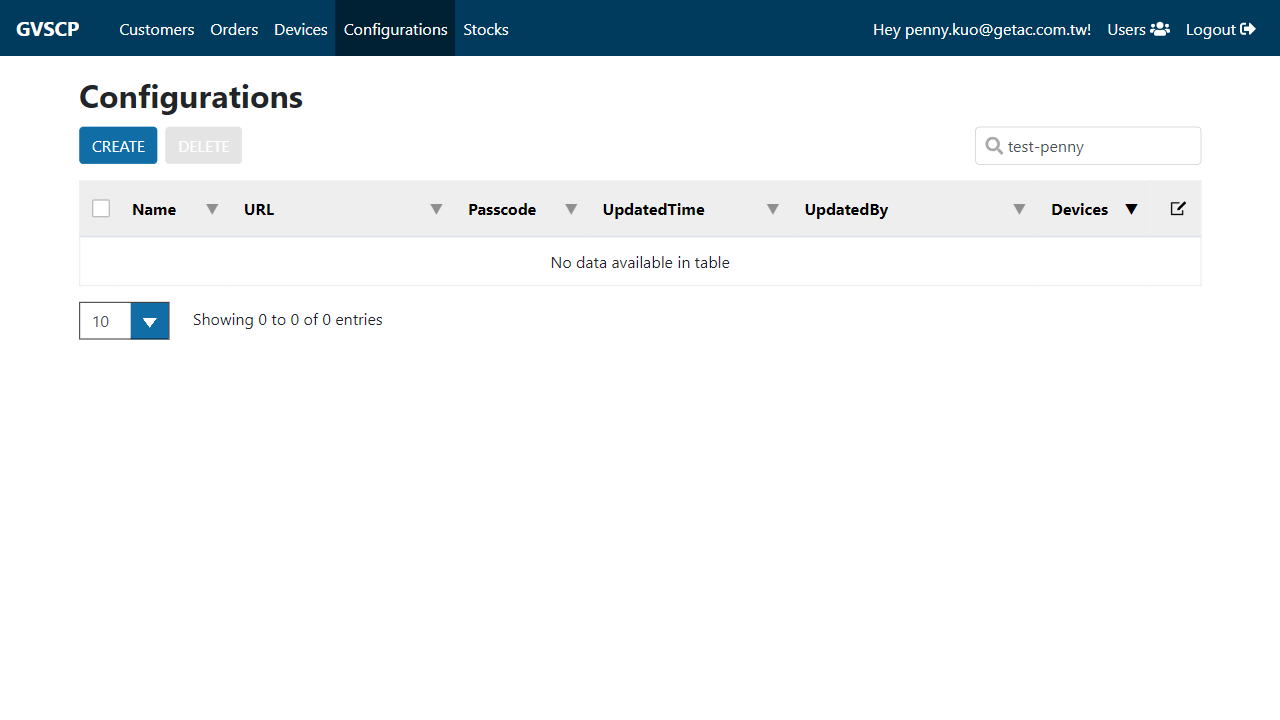 GVSCP Customers Orders Devices Configurations Stocks Hey penny.kuo@getac.com.tw! Users Logout
Configurations
CREATE DELETE test-penny
Name URL Passcode UpdatedTime UpdatedBy Devices
No data available in table
10 Showing 0 to 0 of 0 entries